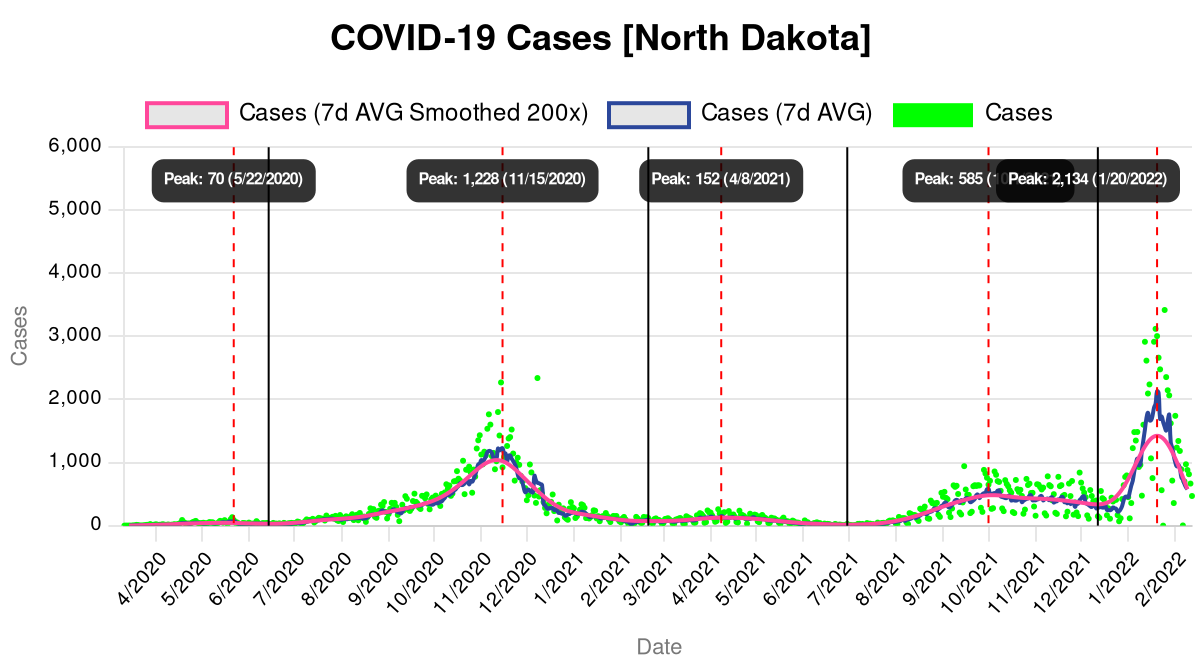 COVID-19 Cases [North Dakota]
Cases (7d AVG Smoothed 200x)
Cases (7d AVG)
Cases
6,000
5,000
4,000
3,000
2,000
1,000
0
Cases
Peak: 70 (5/22/2020)
Peak: 1,228 (11/15/2020)
Peak: 152 (4/8/2021)
Peak: 585 (
Peak: 2,134 (1/20/2022)
4/2020
5/2020
6/2020
7/2020
8/2020
9/2020
10/2020
11/2020
12/2020
1/2021
2/2021
3/2021
4/2021
5/2021
6/2021
7/2021
8/2021
9/2021
10/2021
11/2021
12/2021
1/2022
2/2022
Date